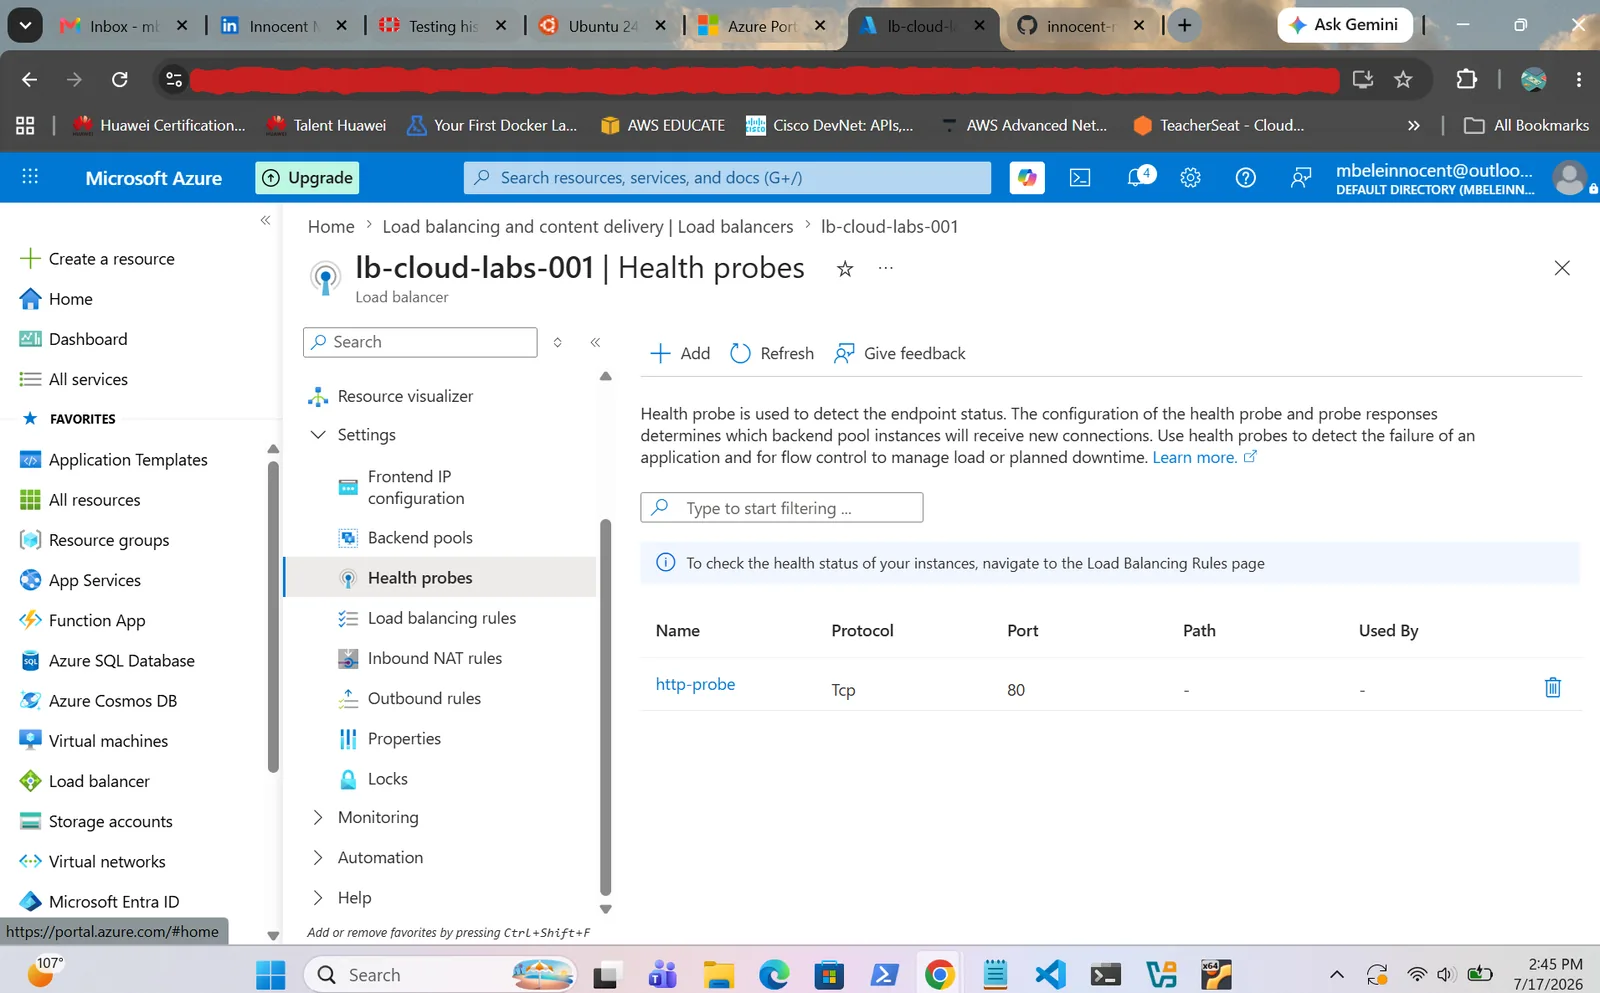 Inbox - mb
Innocent M
Testing his
Ubuntu 24
Azure Port
lb-cloud-l
innocent-r
Ask Gemini
Huawei Certification...
Talent Huawei
Your First Docker La...
AWS EDUCATE
Cisco DevNet: APIs,...
AWS Advanced Net...
TeacherSeat - Cloud...
All Bookmarks
Microsoft Azure
Upgrade
Search resources, services, and docs (G+/)
4
mbeleinnocent@outloo...
DEFAULT DIRECTORY (MBELEINN...
Create a resource
Home
Dashboard
All services
FAVORITES
Application Templates
All resources
Resource groups
App Services
Function App
Azure SQL Database
Azure Cosmos DB
Virtual machines
Load balancer
Storage accounts
Virtual networks
Microsoft Entra ID
https://portal.azure.com/#home
Home > Load balancing and content delivery | Load balancers > lb-cloud-labs-001
lb-cloud-labs-001 | Health probes
Load balancer
Search
Resource visualizer
Settings
Frontend IP
configuration
Backend pools
Health probes
Load balancing rules
Inbound NAT rules
Outbound rules
Properties
Locks
Monitoring
Automation
Help
Add or remove favorites by pressing Ctrl+Shift+F
Add Refresh Give feedback
Health probe is used to detect the endpoint status. The configuration of the health probe and probe responses
determines which backend pool instances will receive new connections. Use health probes to detect the failure of an
application and for flow control to manage load or planned downtime. Learn more.
Type to start filtering ...
To check the health status of your instances, navigate to the Load Balancing Rules page
Name Protocol Port Path Used By
http-probe Tcp 80 - -
107°
Search
X64
2:45 PM
7/17/2026